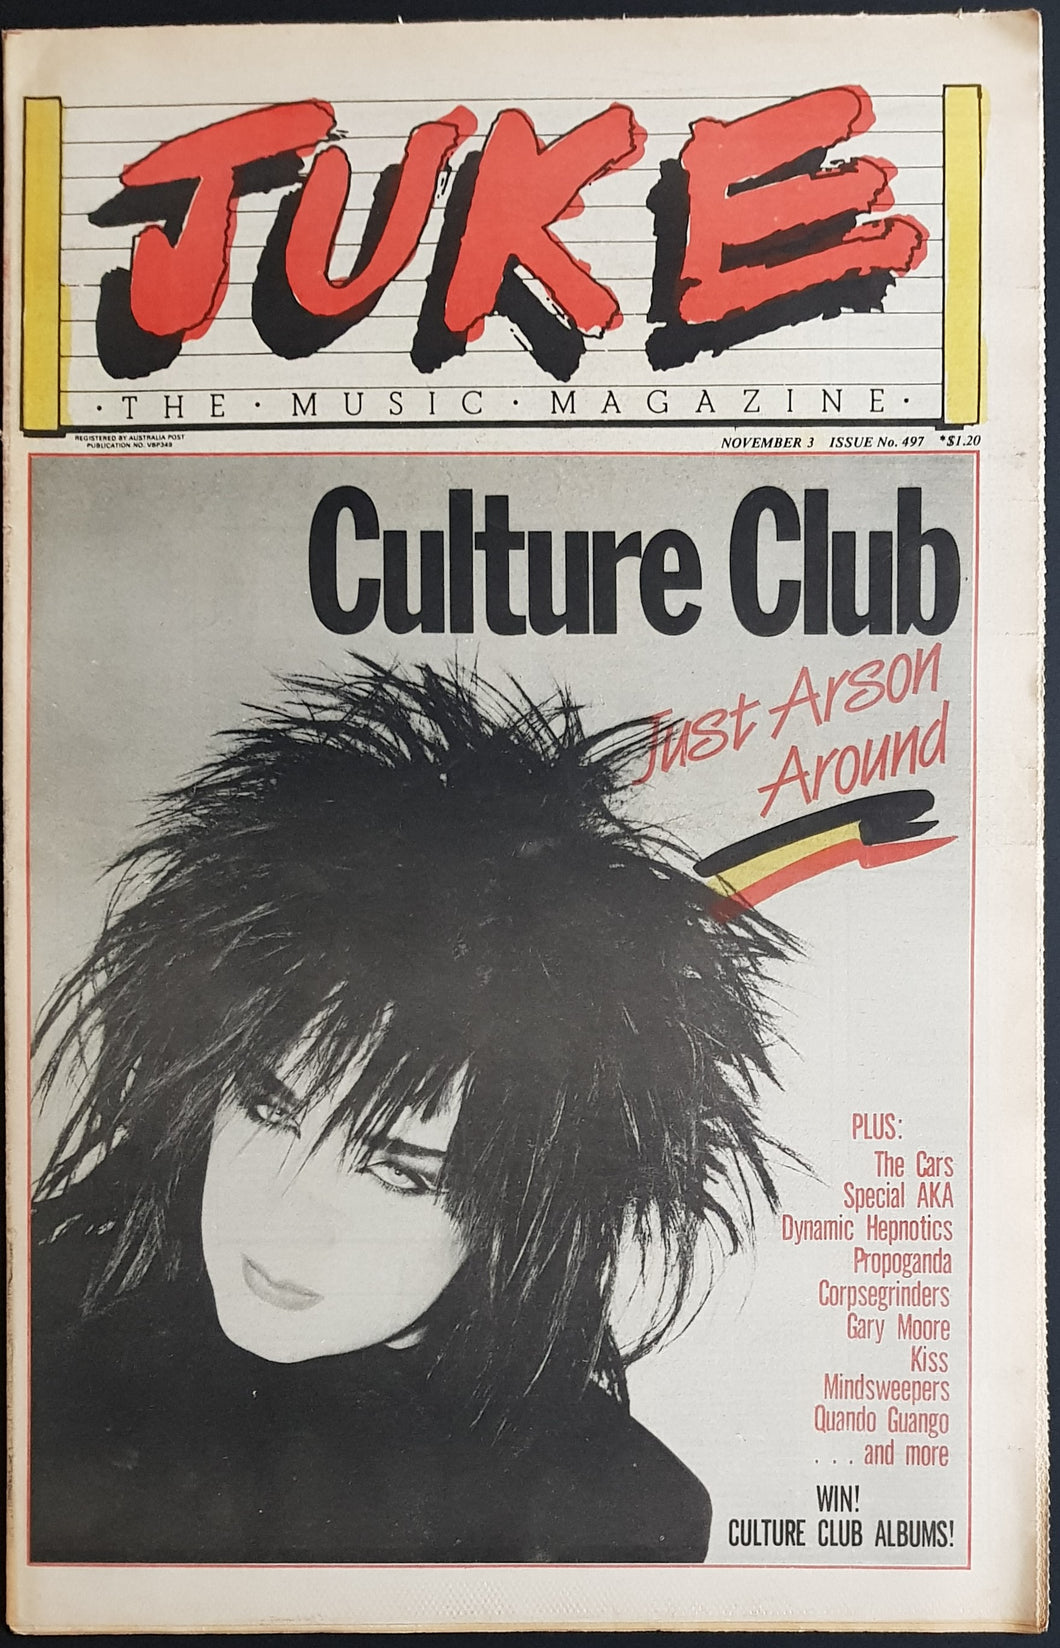 JUKE
·THE·MUSIC·MAGAZINE·
REGISTERED BY AUSTRALIA POST
PUBLICATION NO. VBP349
NOVEMBER 3 ISSUE No. 497 *$1.20
Culture Club
Just Arson
Around
PLUS:
The Cars
Special AKA
Dynamic Hepnotics
Propoganda
Corpsegrinders
Gary Moore
Kiss
Mindsweepers
Quando Guango
. . . and more
WIN!
CULTURE CLUB ALBUMS!